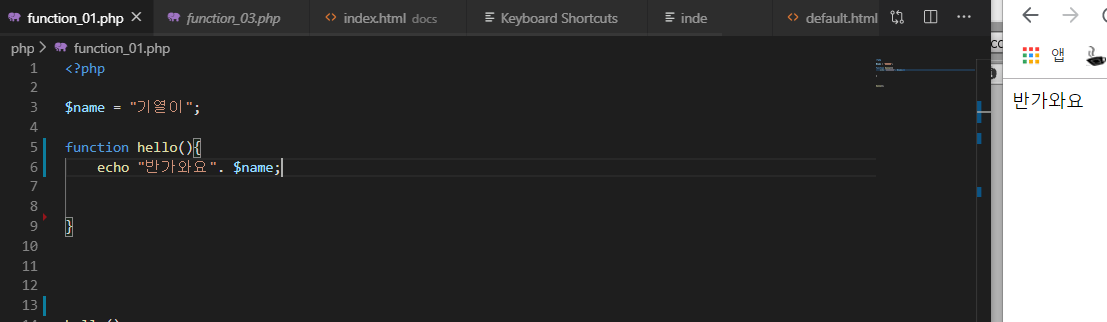 function_01.php
function_03.php
index.html docs
Keyboard Shortcuts
inde
default.html
php > function_01.php
1 <?php
2
3 $name = "기열이";
4
5 function hello(){
6 echo "반가와요". $name;
7
8
9 }
10
11
12
13
앱
반가와요